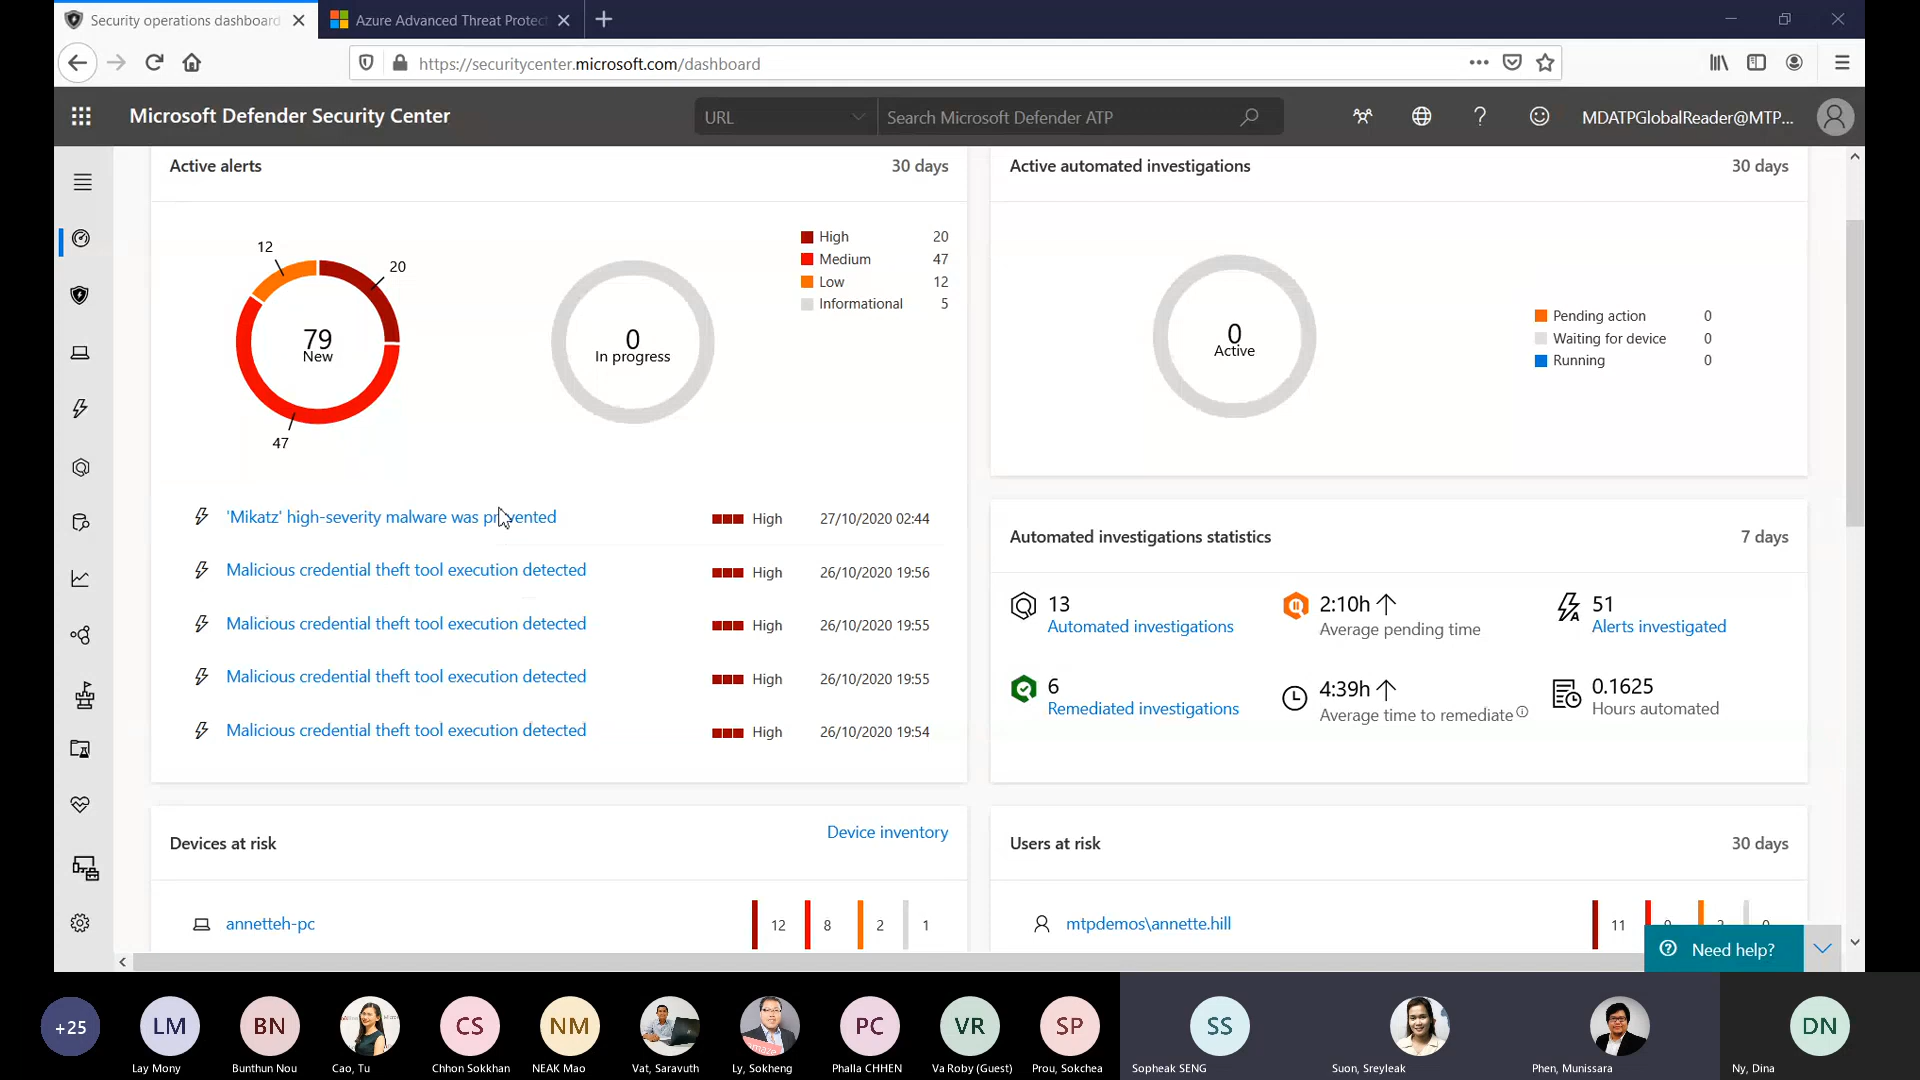 Security operations dashboard
Azure Advanced Threat Protec
https://securitycenter.microsoft.com/dashboard
Microsoft Defender Security Center
URL
Search Microsoft Defender ATP
MDATPGlobalReader@MTP...
Active alerts
30 days
12
20
79
New
47
0
In progress
High 20
Medium 47
Low 12
Informational 5
'Mikatz' high-severity malware was prevented High 27/10/2020 02:44
Malicious credential theft tool execution detected High 26/10/2020 19:56
Malicious credential theft tool execution detected High 26/10/2020 19:55
Malicious credential theft tool execution detected High 26/10/2020 19:55
Malicious credential theft tool execution detected High 26/10/2020 19:54
Active automated investigations
30 days
0
Active
Pending action 0
Waiting for device 0
Running 0
Automated investigations statistics
7 days
13
Automated investigations
2:10h
Average pending time
51
Alerts investigated
6
Remediated investigations
4:39h
Average time to remediate
0.1625
Hours automated
Devices at risk
Device inventory
annetteh-pc 12 8 2 1
Users at risk
30 days
mtpdemos\annette.hill 11
Need help?
+25
LM
BN
CS
NM
PC
VR
SP
SS
DN
Lay Mony
Bunthun Nou
Cao, Tu
Chhon Sokkhan
NEAK Mao
Vat, Saravuth
Ly, Sokheng
Phalla CHHEN
Va Roby (Guest)
Prou, Sokchea
Sopheak SENG
Suon, Sreyleak
Phen, Munissara
Ny, Dina